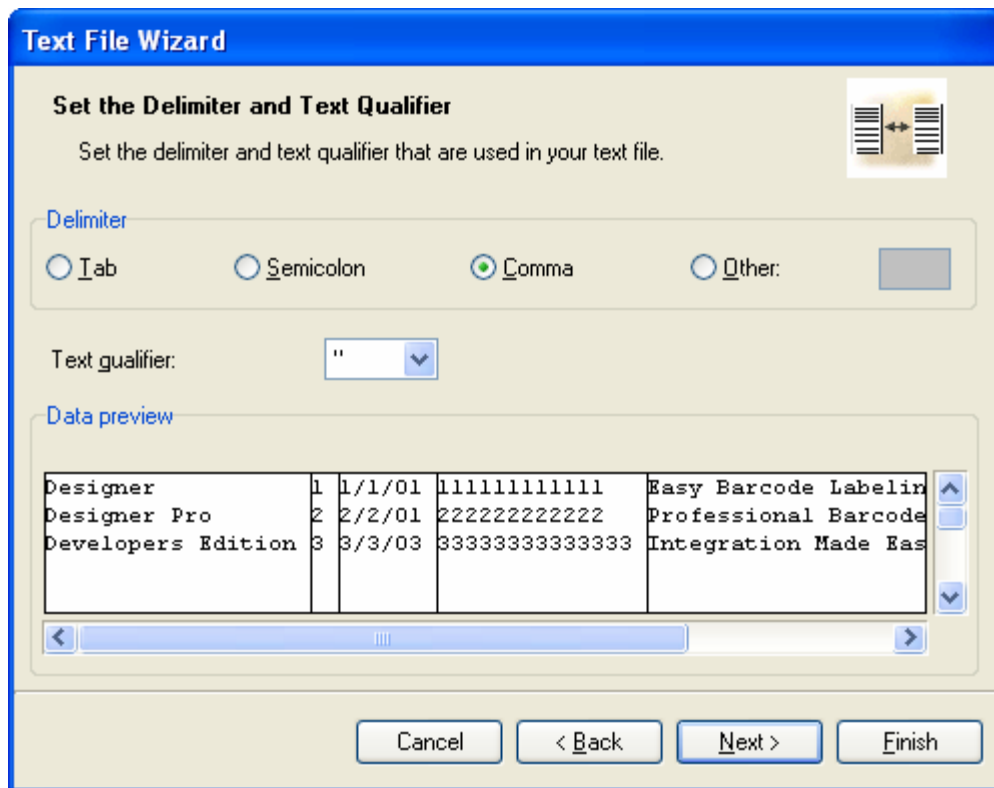 Text File Wizard
Set the Delimiter and Text Qualifier
Set the delimiter and text qualifier that are used in your text file.
Delimiter
Tab Semicolon Comma Other:
Text qualifier: "
Data preview
Designer 1 1/1/01 111111111111 Easy Barcode Labelin
Designer Pro 2 2/2/01 222222222222 Professional Barcode
Developers Edition 3 3/3/03 33333333333333 Integration Made Eas
Cancel < Back Next > Finish